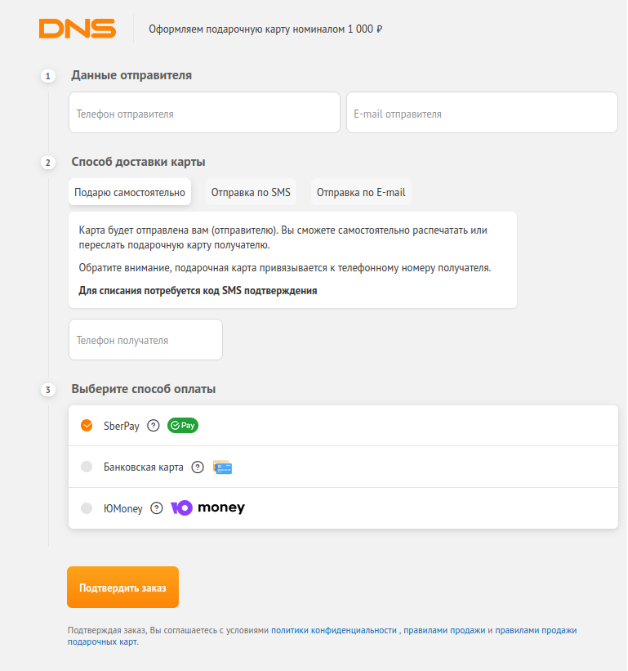 DNS
Оформляем подарочную карту номиналом 1 000 ₽
1
Данные отправителя
Телефон отправителя
E-mail отправителя
2
Способ доставки карты
Подарю самостоятельно
Отправка по SMS
Отправка по E-mail
Карта будет отправлена вам (отправителю). Вы сможете самостоятельно распечатать или
переслать подарочную карту получателю.
Обратите внимание, подарочная карта привязывается к телефонному номеру получателя.
Для списания потребуется код SMS подтверждения
Телефон получателя
3
Выберите способ оплаты
SberPay ? Pay
Банковская карта ?
ЮMoney ? Ю money
Подтвердить заказ
Подтверждая заказ, Вы соглашаетесь с условиями политики конфиденциальности , правилами продажи и правилами продажи
подарочных карт.